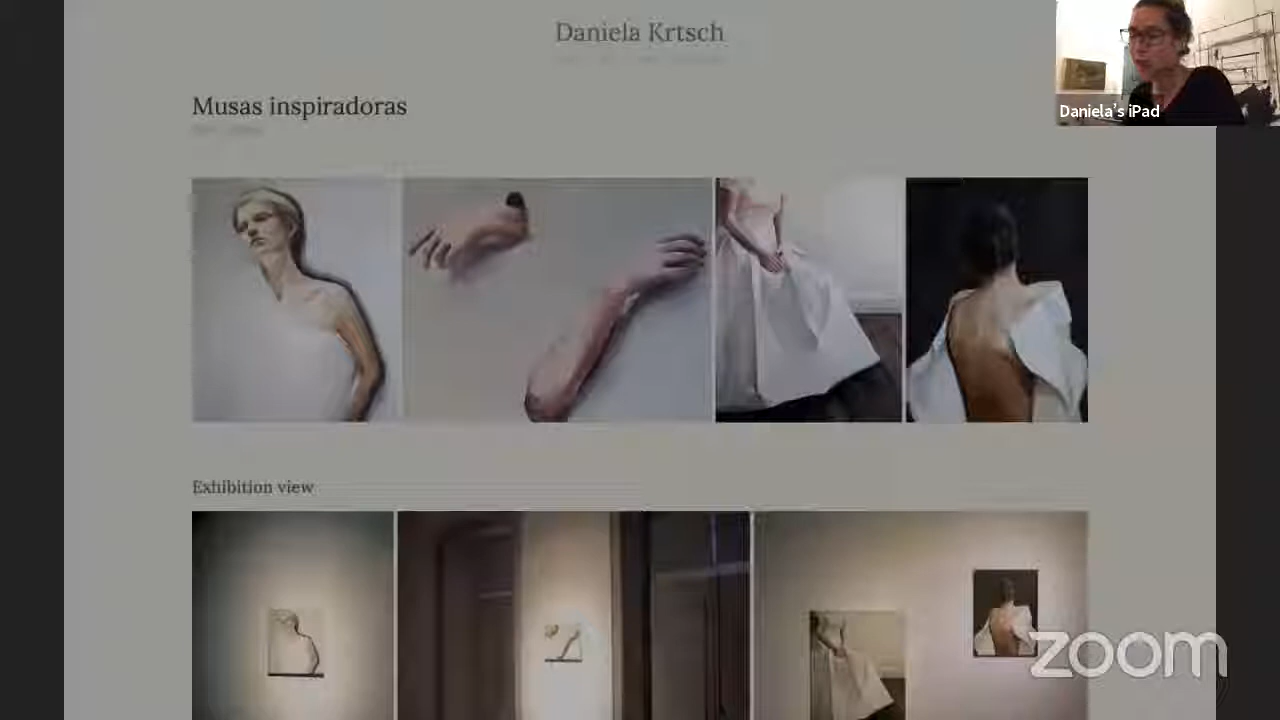 Daniela Krtsch
Daniela's iPad
Musas inspiradoras
Exhibition view
zoom